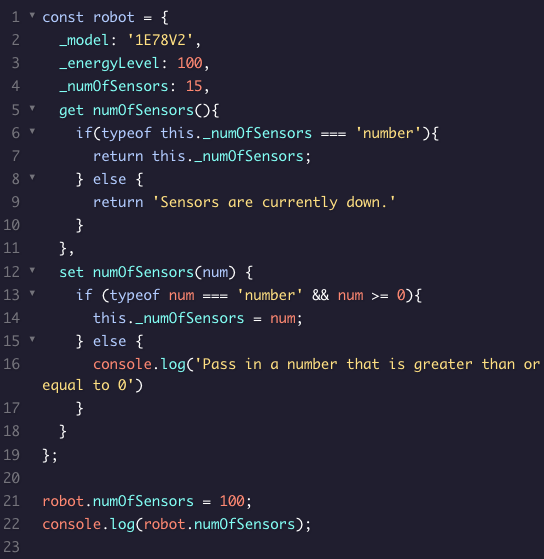 1 const robot = {
2   _model: '1E78V2',
3   _energyLevel: 100,
4   _numOfSensors: 15,
5   get numOfSensors(){
6     if(typeof this._numOfSensors === 'number'){
7       return this._numOfSensors;
8     } else {
9       return 'Sensors are currently down.'
10     }
11   },
12   set numOfSensors(num) {
13     if (typeof num === 'number' && num >= 0){
14       this._numOfSensors = num;
15     } else {
16       console.log('Pass in a number that is greater than or
equal to 0')
17     }
18   }
19 };
20
21 robot.numOfSensors = 100;
22 console.log(robot.numOfSensors);
23